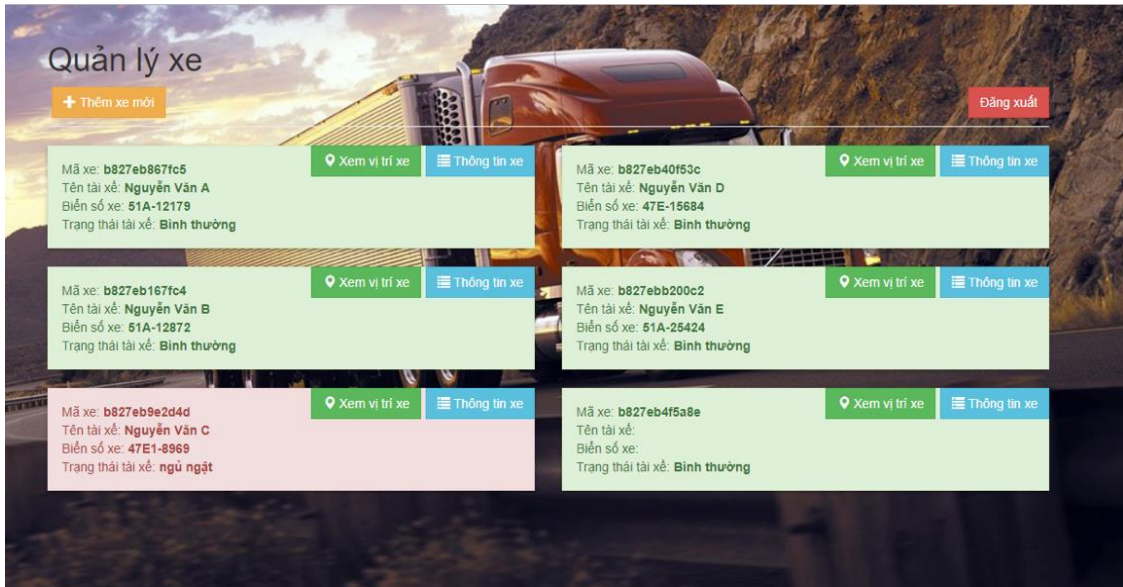 Quản lý xe
Thêm xe mới
Đăng xuất
Xem vị trí xe
Thông tin xe
Mã xe: b827eb867fc5
Tên tài xế: Nguyễn Văn A
Biển số xe: 51A-12179
Trạng thái tài xế: Bình thường
Xem vị trí xe
Thông tin xe
Mã xe: b827eb40f53c
Tên tài xế: Nguyễn Văn D
Biển số xe: 47E-15684
Trạng thái tài xế: Bình thường
Xem vị trí xe
Thông tin xe
Mã xe: b827eb167fc4
Tên tài xế: Nguyễn Văn B
Biển số xe: 51A-12872
Trạng thái tài xế: Bình thường
Xem vị trí xe
Thông tin xe
Mã xe: b827ebb200c2
Tên tài xế: Nguyễn Văn E
Biển số xe: 51A-25424
Trạng thái tài xế: Bình thường
Xem vị trí xe
Thông tin xe
Mã xe: b827eb9e2d4d
Tên tài xế: Nguyễn Văn C
Biển số xe: 47E1-8969
Trạng thái tài xế: ngủ ngật
Xem vị trí xe
Thông tin xe
Mã xe: b827eb4f5a8e
Tên tài xế:
Biển số xe:
Trạng thái tài xế: Bình thường